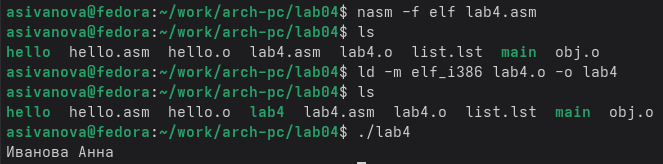 asivanova@fedora:~/work/arch-pc/lab04$ nasm -f elf lab4.asm
asivanova@fedora:~/work/arch-pc/lab04$ ls
hello  hello.asm  hello.o  lab4.asm  lab4.o  list.lst  main  obj.o
asivanova@fedora:~/work/arch-pc/lab04$ ld -m elf_i386 lab4.o -o lab4
asivanova@fedora:~/work/arch-pc/lab04$ ls
hello  hello.asm  hello.o  lab4  lab4.asm  lab4.o  list.lst  main  obj.o
asivanova@fedora:~/work/arch-pc/lab04$ ./lab4
Иванова Анна